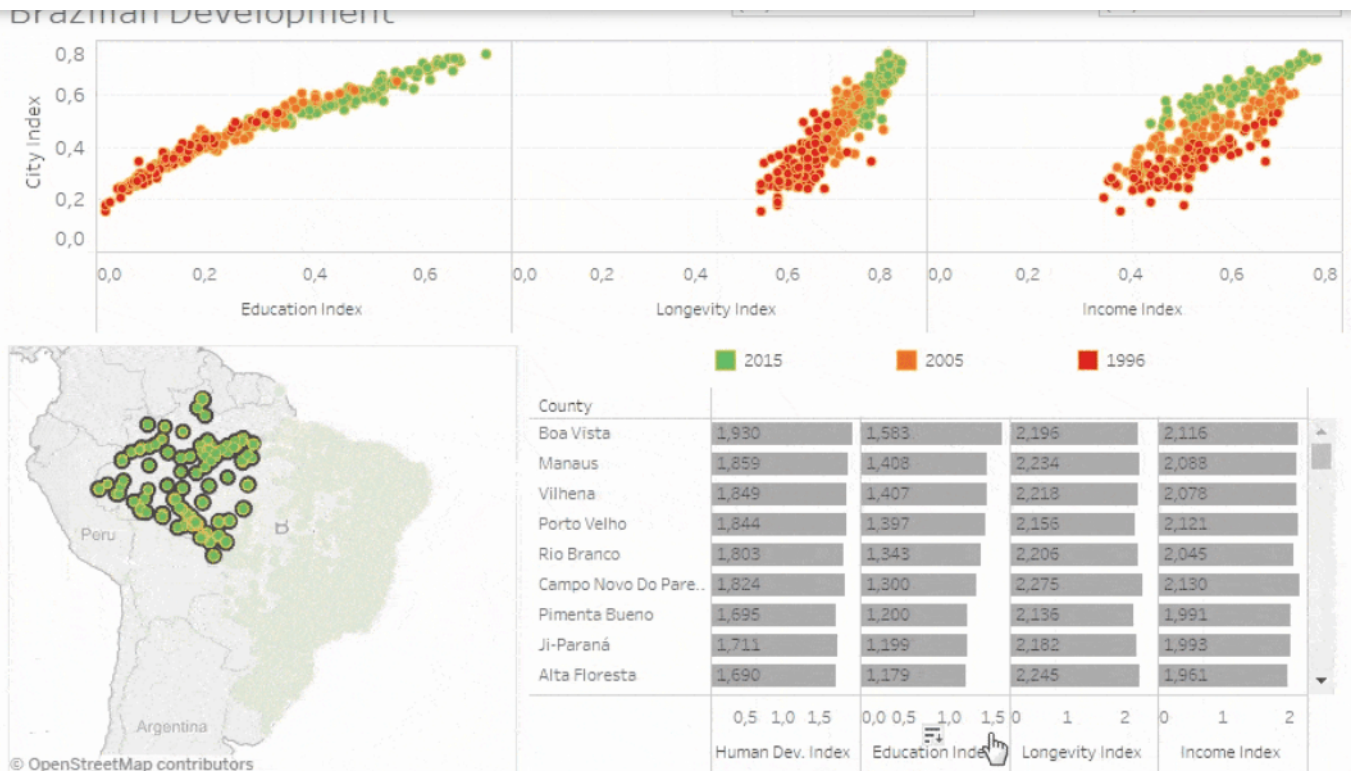 Brazilian Development
City Index
0,8
0,6
0,4
0,2
0,0
0,0 0,2 0,4 0,6
0,0 0,2 0,4 0,6 0,8
0,0 0,2 0,4 0,6 0,8
Education Index Longevity Index Income Index
2015 2005 1996
Peru
Argentina
© OpenStreetMap contributors
County
Boa Vista 1,930 1,583 2,196 2,116
Manaus 1,859 1,408 2,234 2,088
Vilhena 1,849 1,407 2,218 2,078
Porto Velho 1,844 1,397 2,156 2,121
Rio Branco 1,803 1,343 2,206 2,045
Campo Novo Do Pare.. 1,824 1,300 2,275 2,130
Pimenta Bueno 1,695 1,200 2,136 1,991
Ji-Paraná 1,711 1,199 2,182 1,993
Alta Floresta 1,690 1,179 2,245 1,961
0,5 1,0 1,5 0,0 0,5 1,0 1,5 0 1 2 0 1 2
Human Dev. Index Education Inde Longevity Index Income Index